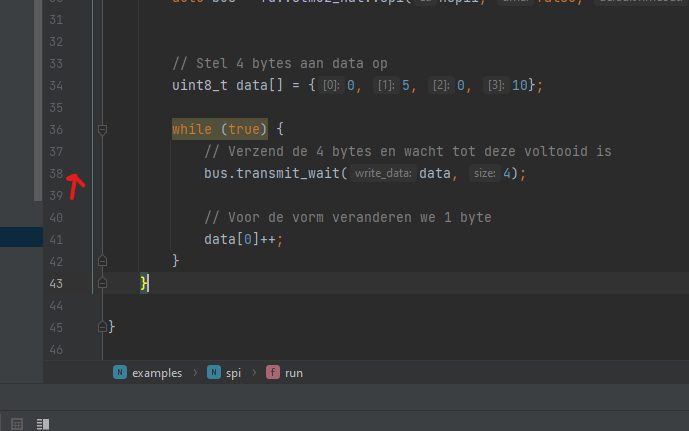 31
32
33 // Stel 4 bytes aan data op
34 uint8_t data[] = {[0]: 0, [1]: 5, [2]: 0, [3]: 10};
35
36 while (true) {
37 // Verzend de 4 bytes en wacht tot deze voltooid is
38 bus.transmit_wait(write_data: data, size: 4);
39
40 // Voor de vorm veranderen we 1 byte
41 data[0]++;
42 }
43 }
44
45 }
46
N examples > N spi > f run